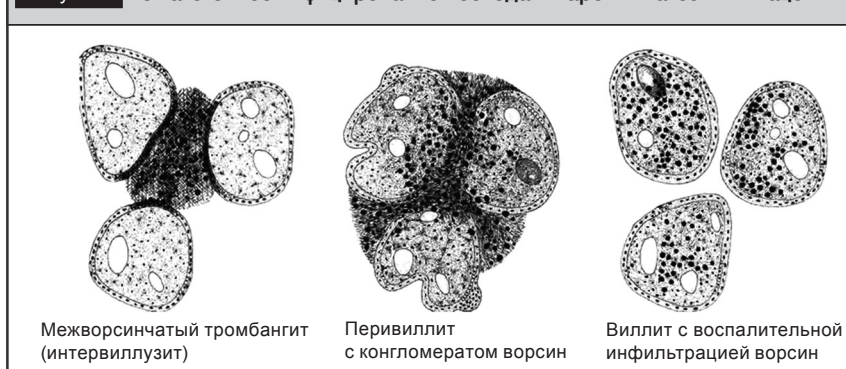 Межворсинчатый тромбангит
(интервиллузит)
Перивиллит
с конгломератом ворсин
Виллит с воспалительной
инфильтрацией ворсин